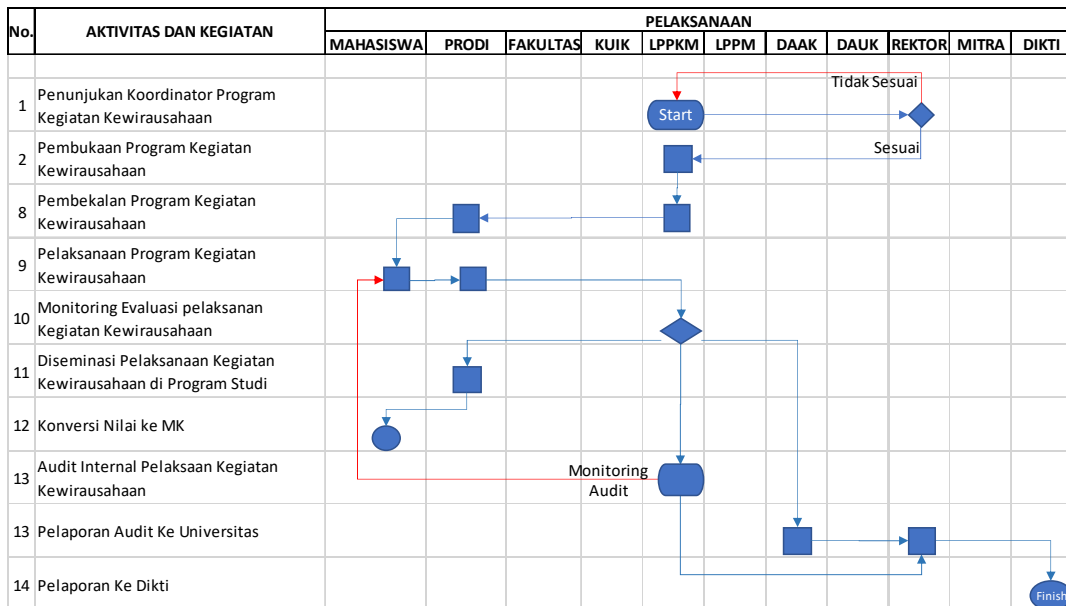 No. AKTIVITAS DAN KEGIATAN PELAKSANAAN
MAHASISWA PRODI FAKULTAS KUIK LPPKM LPPM DAAK DAUK REKTOR MITRA DIKTI
1 Penunjukan Koordinator Program
Kegiatan Kewirausahaan
Start
Tidak Sesuai
2 Pembukaan Program Kegiatan
Kewirausahaan
Sesuai
8 Pembekalan Program Kegiatan
Kewirausahaan
9 Pelaksanaan Program Kegiatan
Kewirausahaan
10 Monitoring Evaluasi pelaksanan
Kegiatan Kewirausahaan
11 Diseminasi Pelaksanaan Kegiatan
Kewirausahaan di Program Studi
12 Konversi Nilai ke MK
13 Audit Internal Pelaksaan Kegiatan
Kewirausahaan
Monitoring
Audit
13 Pelaporan Audit Ke Universitas
14 Pelaporan Ke Dikti
Finish